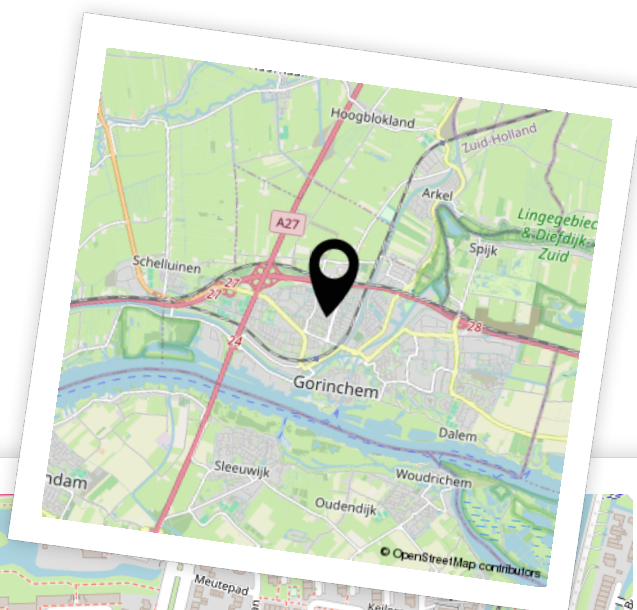 Hoogblokland
Zuid-Holland
Arkel
Lingegebied
& Diefdijk-
Zuid
A27
Spijk
Schelluinen
27
27
28
24
Gorinchem
Dalem
Sleeuwijk
Woudrichem
ndam
Oudendijk
© OpenStreetMap contributors
Meutepad